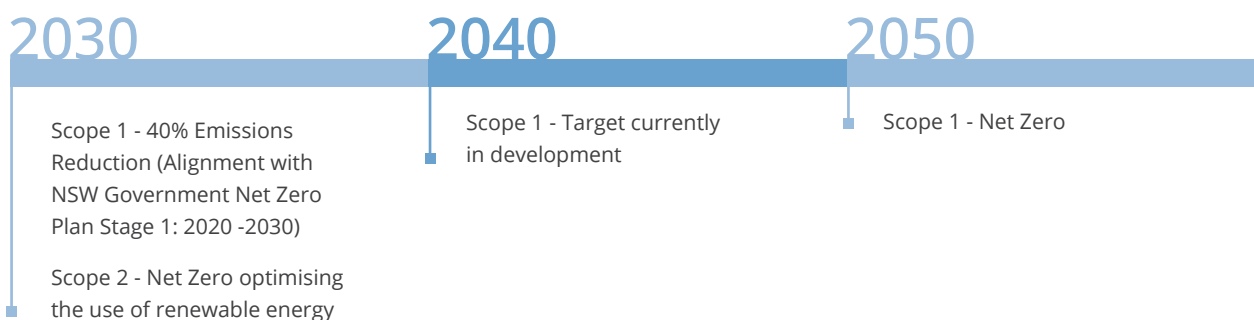 2030
Scope 1 - 40% Emissions
Reduction (Alignment with
NSW Government Net Zero
Plan Stage 1: 2020 -2030)
Scope 2 - Net Zero optimising
the use of renewable energy
2040
Scope 1 - Target currently
in development
2050
Scope 1 - Net Zero